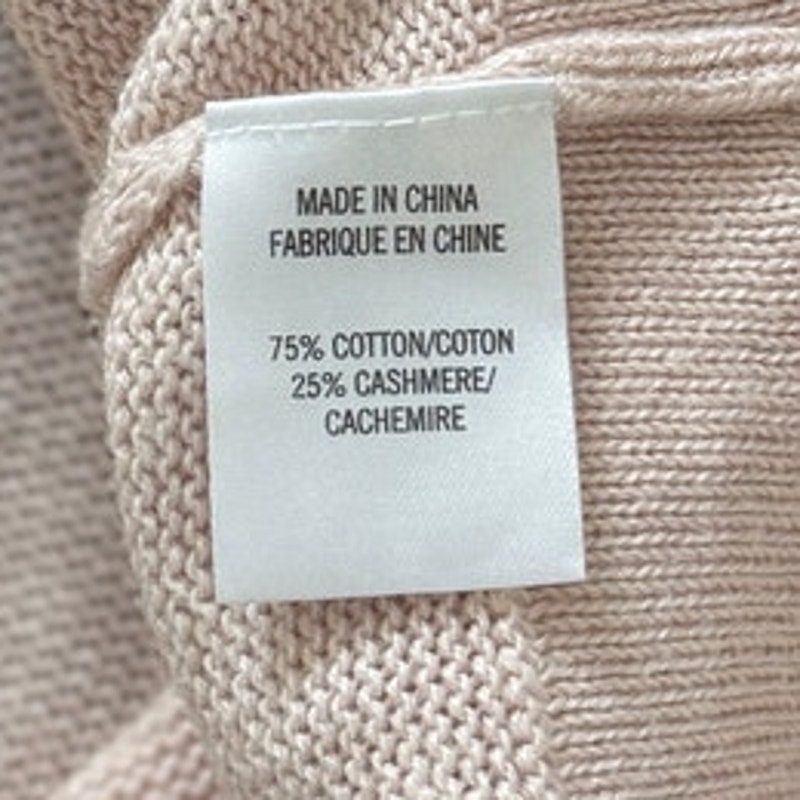 MADE IN CHINA
FABRIQUE EN CHINE
75% COTTON/COTON
25% CASHMERE/
CACHEMIRE